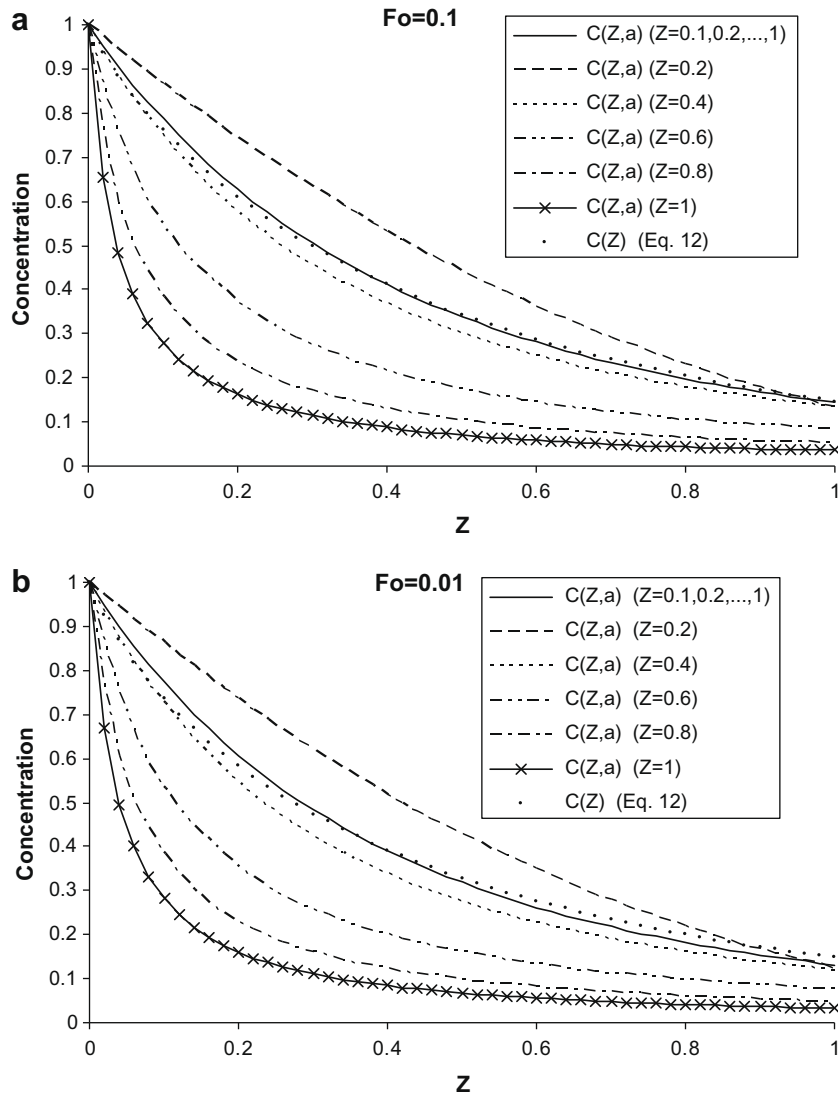 a
Fo=0.1
C(Z,a) (Z=0.1,0.2,...,1)
C(Z,a) (Z=0.2)
C(Z,a) (Z=0.4)
C(Z,a) (Z=0.6)
C(Z,a) (Z=0.8)
C(Z,a) (Z=1)
C(Z) (Eq. 12)
Concentration
1
0.9
0.8
0.7
0.6
0.5
0.4
0.3
0.2
0.1
0
0 0.2 0.4 0.6 0.8 1
Z
b
Fo=0.01
C(Z,a) (Z=0.1,0.2,...,1)
C(Z,a) (Z=0.2)
C(Z,a) (Z=0.4)
C(Z,a) (Z=0.6)
C(Z,a) (Z=0.8)
C(Z,a) (Z=1)
C(Z) (Eq. 12)
Concentration
1
0.9
0.8
0.7
0.6
0.5
0.4
0.3
0.2
0.1
0
0 0.2 0.4 0.6 0.8 1
Z